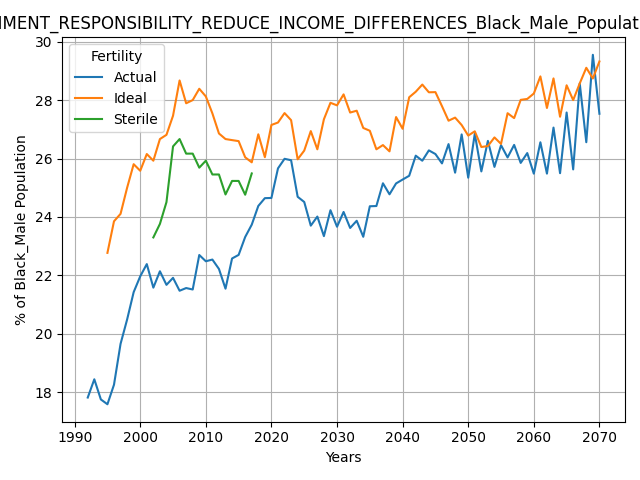 NMENT_RESPONSIBILITY_REDUCE_INCOME_DIFFERENCES_Black_Male_Populat
Fertility
Actual
Ideal
Sterile
% of Black_Male Population
30
28
26
24
22
20
18
1990 2000 2010 2020 2030 2040 2050 2060 2070
Years